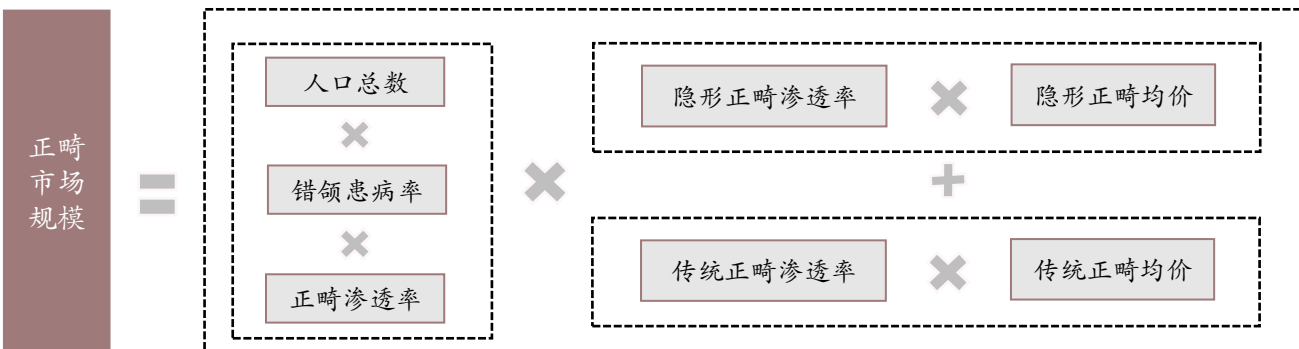 正畸
市场
规模
人口总数
错颌患病率
正畸渗透率
隐形正畸渗透率
隐形正畸均价
传统正畸渗透率
传统正畸均价